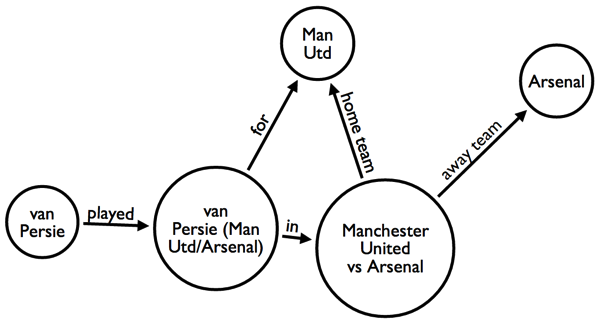 Man
Utd
Arsenal
for
home team
away team
van
Persie
played
van
Persie (Man
Utd/Arsenal)
in
Manchester
United
vs Arsenal